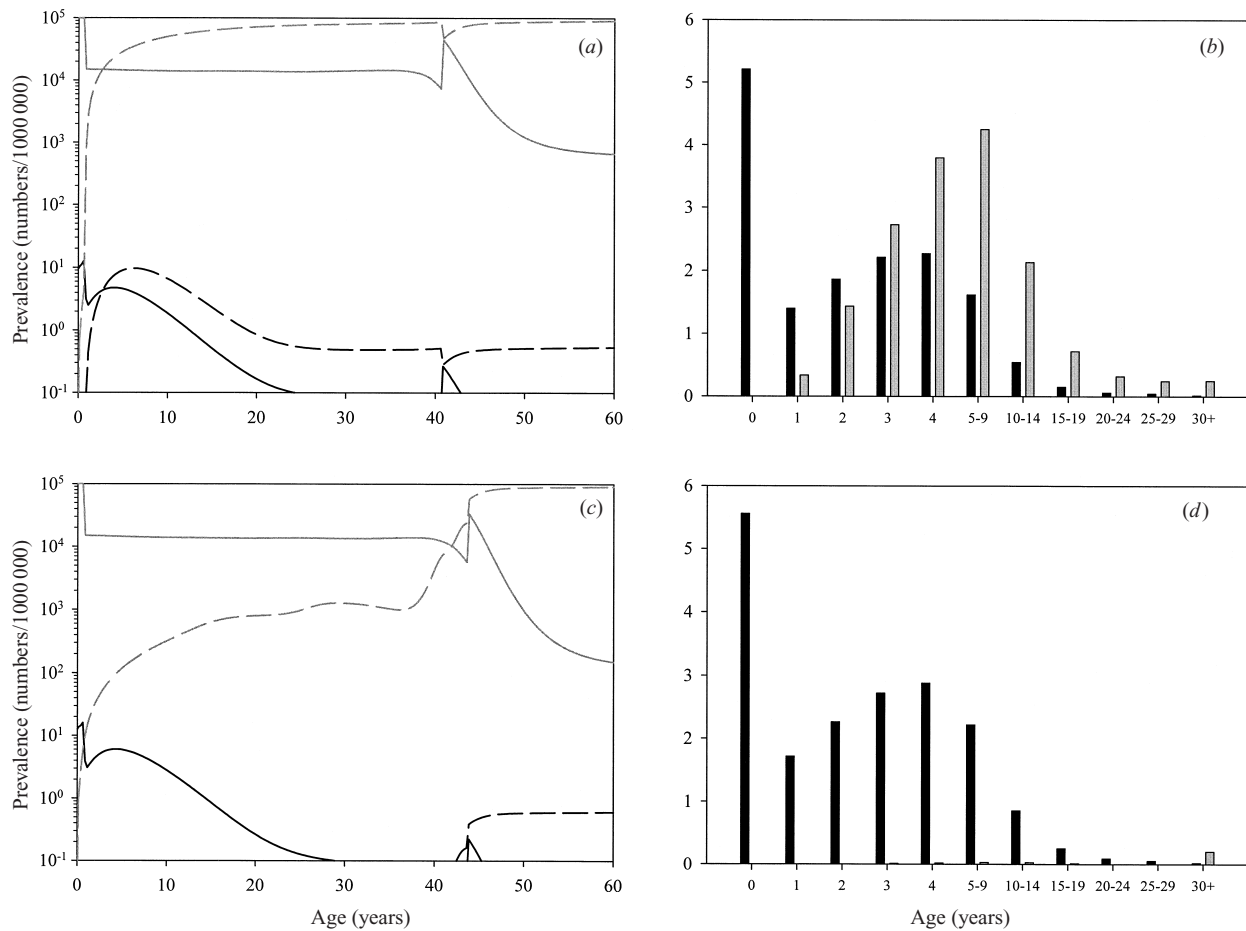 (a)
Prevalence (numbers/1000 000)
10^5
10^4
10^3
10^2
10^1
10^0
10^-1
0 10 20 30 40 50 60
(b)
6
5
4
3
2
1
0
0 1 2 3 4 5-9 10-14 15-19 20-24 25-29 30+
(c)
Prevalence (numbers/1000 000)
10^5
10^4
10^3
10^2
10^1
10^0
10^-1
0 10 20 30 40 50 60
Age (years)
(d)
6
5
4
3
2
1
0
0 1 2 3 4 5-9 10-14 15-19 20-24 25-29 30+
Age (years)